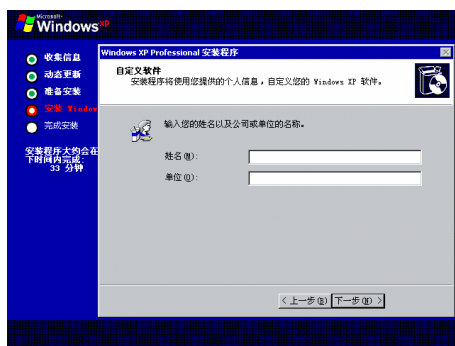 Microsoft
Windows XP
收集信息
动态更新
准备安装
安装 Window
完成安装
安装程序大约会在
下时间内完成:
33 分钟
Windows XP Professional 安装程序
自定义软件
安装程序将使用您提供的个人信息，自定义您的 Windows XP 软件。
输入您的姓名以及公司或单位的名称。
姓名(M):
单位(O):
< 上一步(B) 下一步(N) >